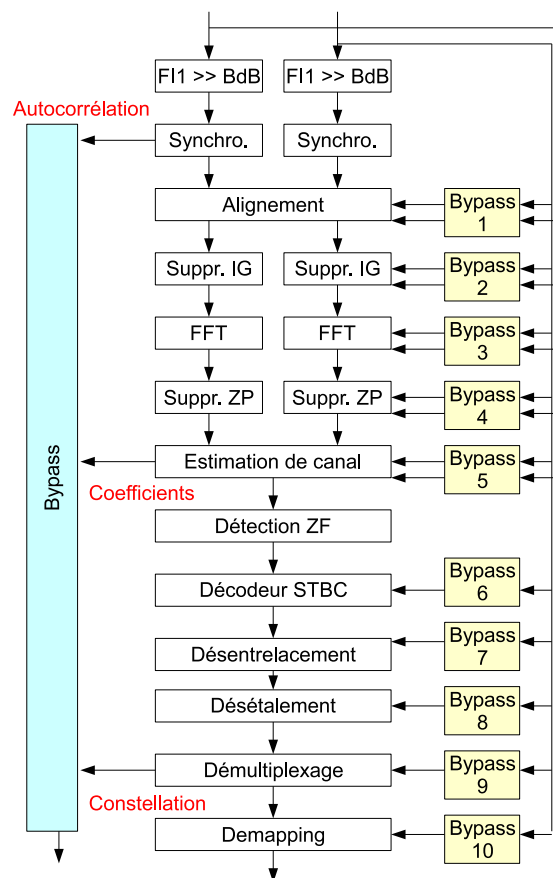 FI1 >> BdB
FI1 >> BdB
Autocorrélation
Synchro.
Synchro.
Alignement
Bypass
1
Suppr. IG
Suppr. IG
Bypass
2
FFT
FFT
Bypass
3
Suppr. ZP
Suppr. ZP
Bypass
4
Bypass
Estimation de canal
Bypass
5
Coefficients
Détection ZF
Décodeur STBC
Bypass
6
Désentrelacement
Bypass
7
Désétalement
Bypass
8
Démultiplexage
Bypass
9
Constellation
Demapping
Bypass
10